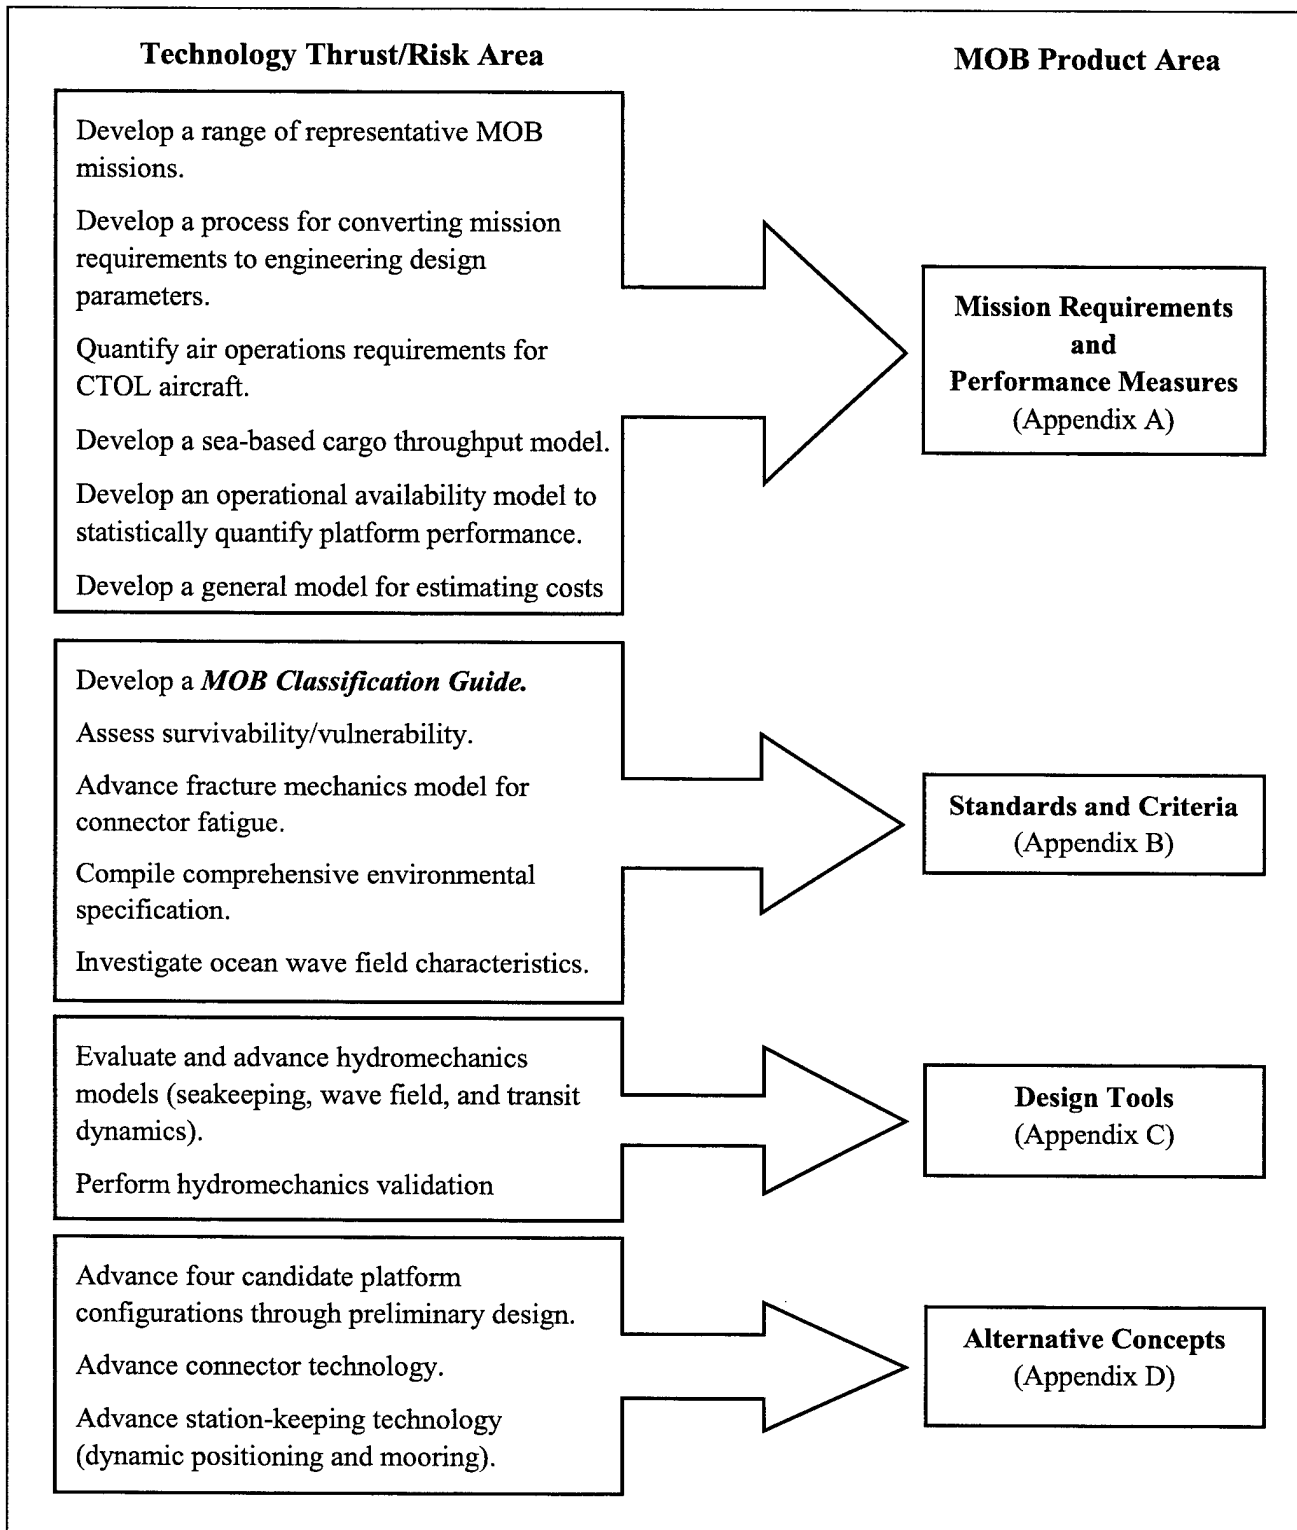 Technology Thrust/Risk Area
MOB Product Area
Develop a range of representative MOB
missions.
Develop a process for converting mission
requirements to engineering design
parameters.
Quantify air operations requirements for
CTOL aircraft.
Develop a sea-based cargo throughput model.
Develop an operational availability model to
statistically quantify platform performance.
Develop a general model for estimating costs
Mission Requirements
and
Performance Measures
(Appendix A)
Develop a MOB Classification Guide.
Assess survivability/vulnerability.
Advance fracture mechanics model for
connector fatigue.
Compile comprehensive environmental
specification.
Investigate ocean wave field characteristics.
Standards and Criteria
(Appendix B)
Evaluate and advance hydromechanics
models (seakeeping, wave field, and transit
dynamics).
Perform hydromechanics validation
Design Tools
(Appendix C)
Advance four candidate platform
configurations through preliminary design.
Advance connector technology.
Advance station-keeping technology
(dynamic positioning and mooring).
Alternative Concepts
(Appendix D)